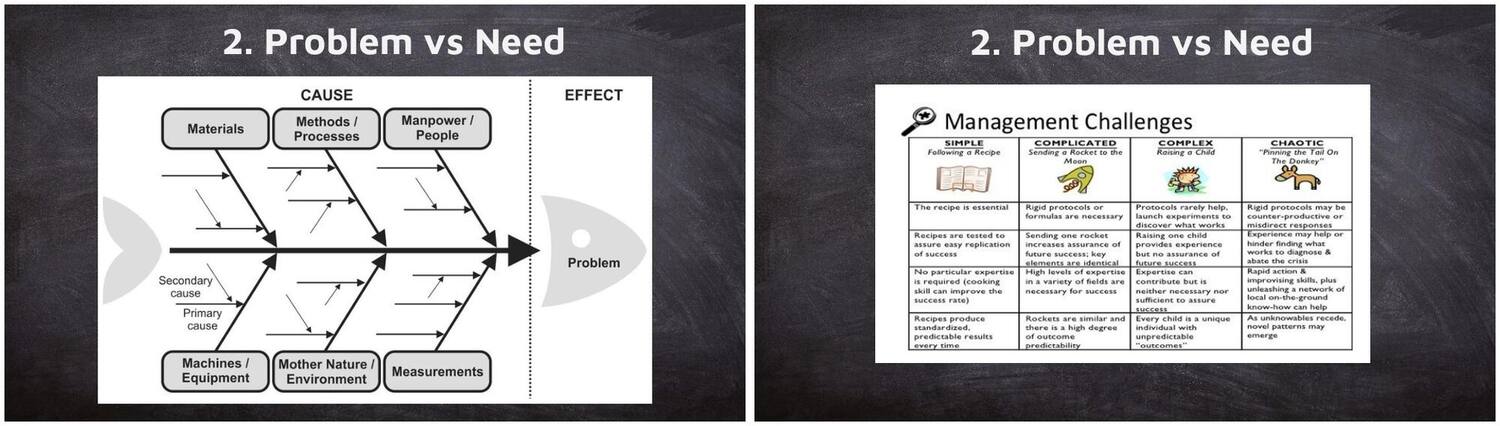 2. Problem vs Need
CAUSE
EFFECT
Materials
Methods /
Processes
Manpower /
People
Problem
Secondary
cause
Primary
cause
Machines /
Equipment
Mother Nature /
Environment
Measurements
2. Problem vs Need
Management Challenges
SIMPLE
Following a Recipe
COMPLICATED
Sending a Rocket to the
Moon
COMPLEX
Raising a Child
CHAOTIC
"Pinning the Tail On
The Donkey"
The recipe is essential
Rigid protocols or
formulas are necessary
Protocols rarely help,
launch experiments to
discover what works
Rigid protocols may be
counter-productive or
misdirect responses
Recipes are tested to
assure easy replication
of success
Sending one rocket
increases assurance of
future success; key
elements are identical
Raising one child
provides experience
but no assurance of
future success
Experience may help or
hinder finding what
works to diagnose &
abate the crisis
No particular expertise
is required (cooking
skill can improve the
success rate)
High levels of expertise
in a variety of fields are
necessary for success
Expertise can
contribute but is
neither necessary nor
sufficient to assure
success
Rapid action &
improvising skills, plus
unleashing a network of
local on-the-ground
know-how can help
Recipes produce
standardized,
predictable results
every time
Rockets are similar and
there is a high degree
of outcome
predictability
Every child is a unique
individual with
unpredictable
"outcomes"
As unknowables recede,
novel patterns may
emerge